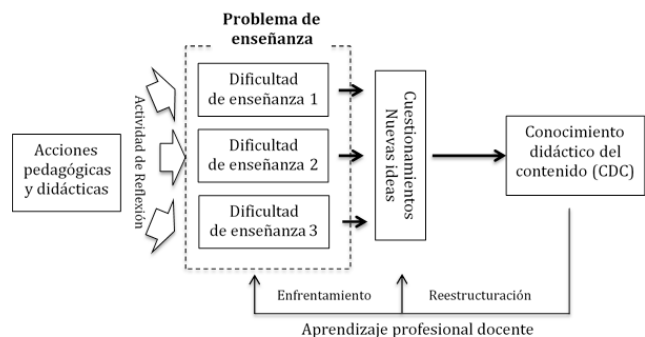 Problema de
enseñanza
Acciones
pedagógicas
y didácticas
Actividad de Reflexión
Dificultad
de enseñanza 1
Dificultad
de enseñanza 2
Dificultad
de enseñanza 3
Cuestionamientos
Nuevas ideas
Conocimiento
didáctico del
contenido (CDC)
Enfrentamiento
Reestructuración
Aprendizaje profesional docente